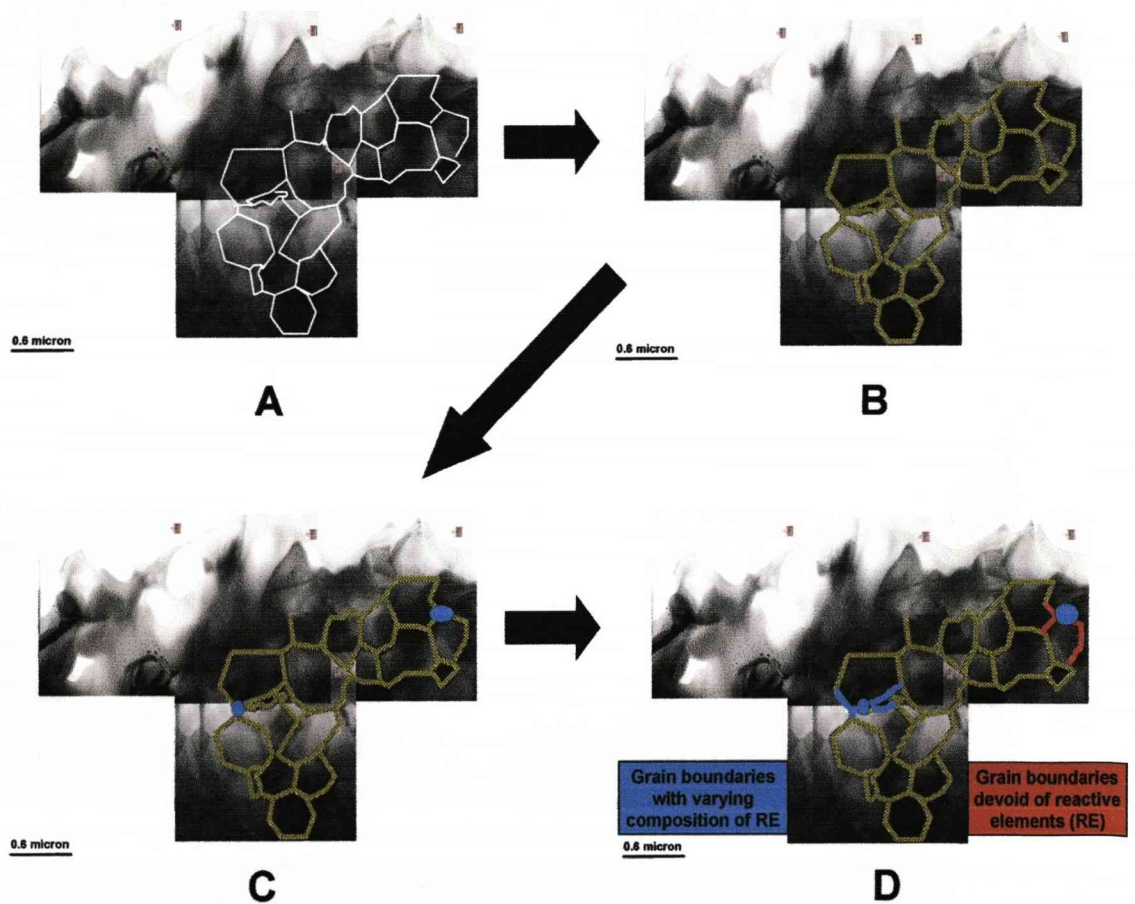 0.6 micron
A
0.6 micron
B
0.6 micron
C
Grain boundaries
with varying
composition of RE
Grain boundaries
devoid of reactive
elements (RE)
0.6 micron
D